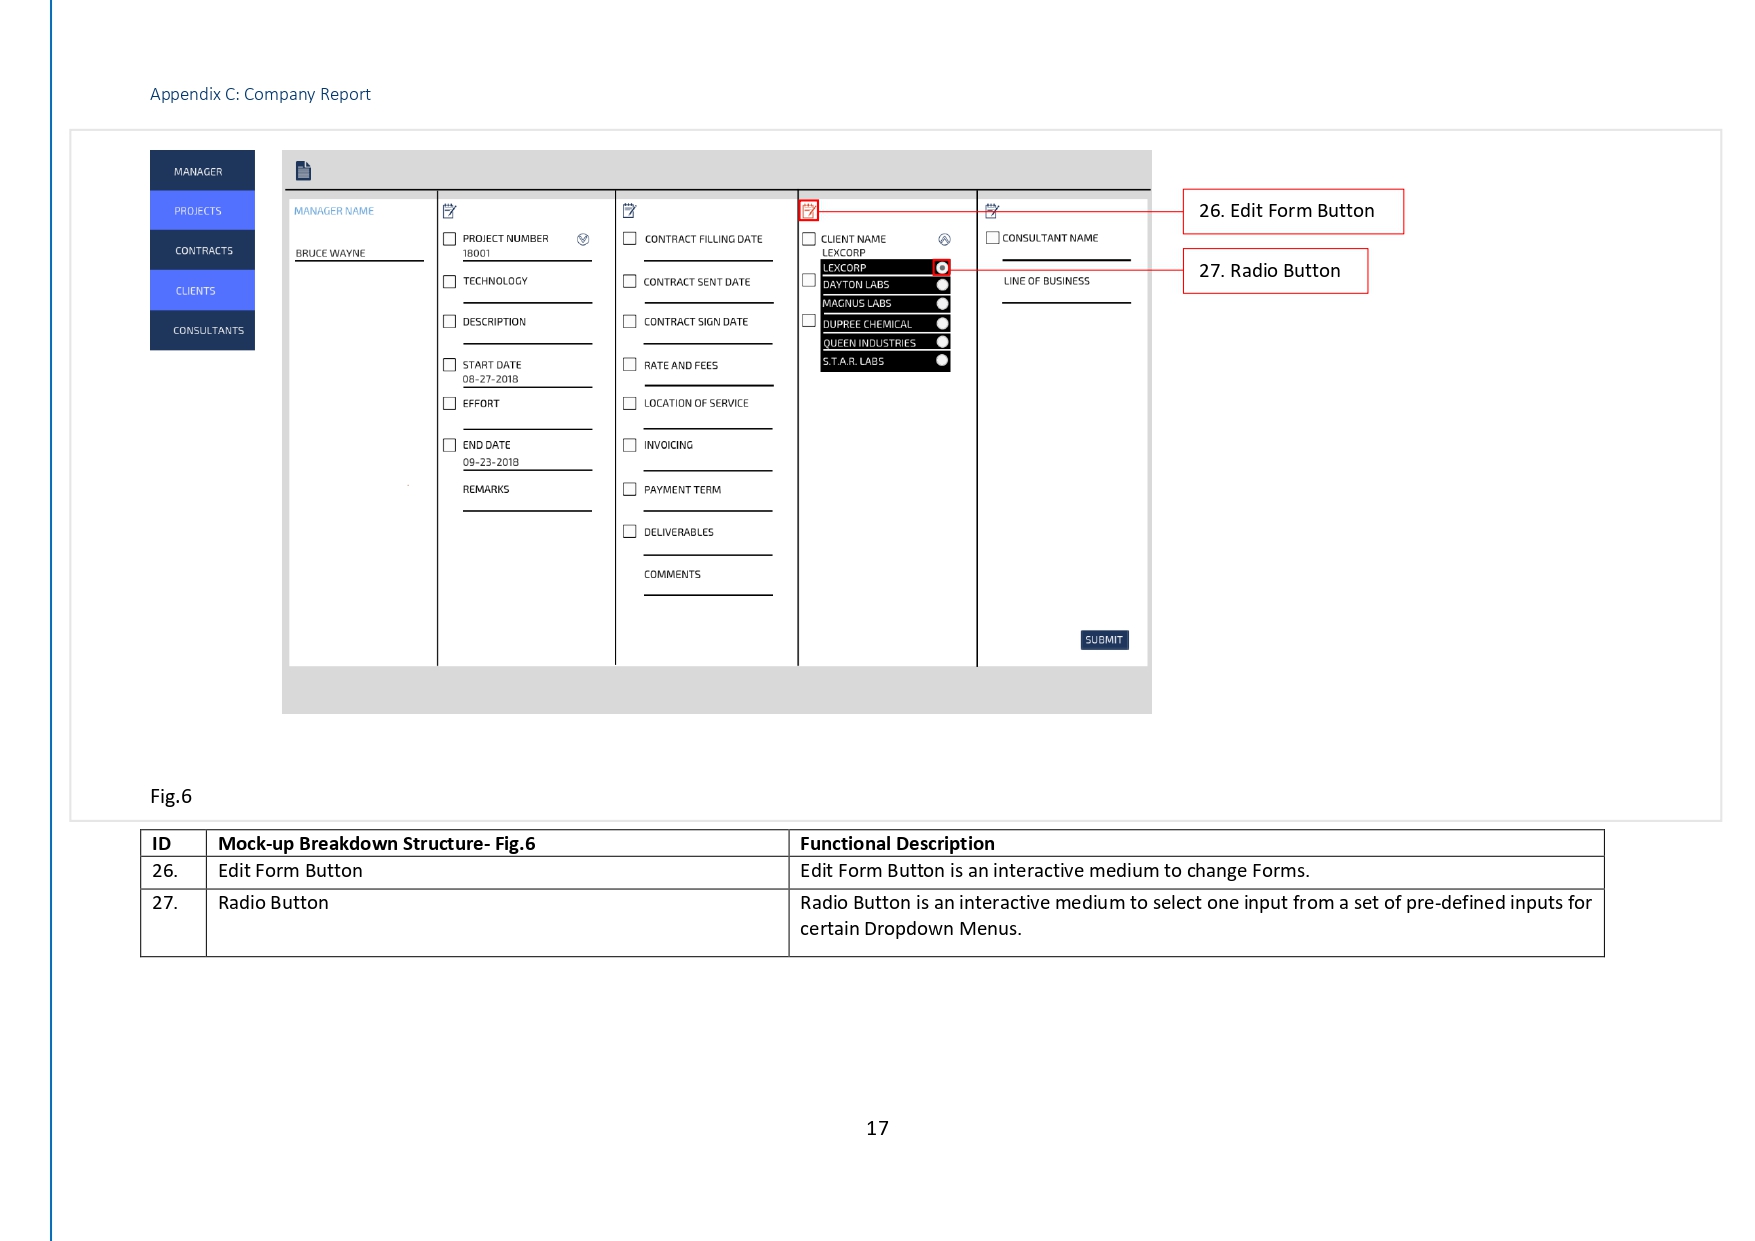 Appendix C: Company Report
MANAGER
PROJECTS
CONTRACTS
CLIENTS
CONSULTANTS
MANAGER NAME
BRUCE WAYNE
PROJECT NUMBER
18001
TECHNOLOGY
DESCRIPTION
START DATE
08-27-2018
EFFORT
END DATE
09-23-2018
REMARKS
CONTRACT FILLING DATE
CONTRACT SENT DATE
CONTRACT SIGN DATE
RATE AND FEES
LOCATION OF SERVICE
INVOICING
PAYMENT TERM
DELIVERABLES
COMMENTS
CLIENT NAME
LEXCORP
LEXCORP
DAYTON LABS
MAGNUS LABS
DUPREE CHEMICAL
QUEEN INDUSTRIES
S.T.A.R. LABS
CONSULTANT NAME
LINE OF BUSINESS
SUBMIT
26. Edit Form Button
27. Radio Button
Fig.6
ID Mock-up Breakdown Structure- Fig.6 Functional Description
26. Edit Form Button Edit Form Button is an interactive medium to change Forms.
27. Radio Button Radio Button is an interactive medium to select one input from a set of pre-defined inputs for
certain Dropdown Menus.
17